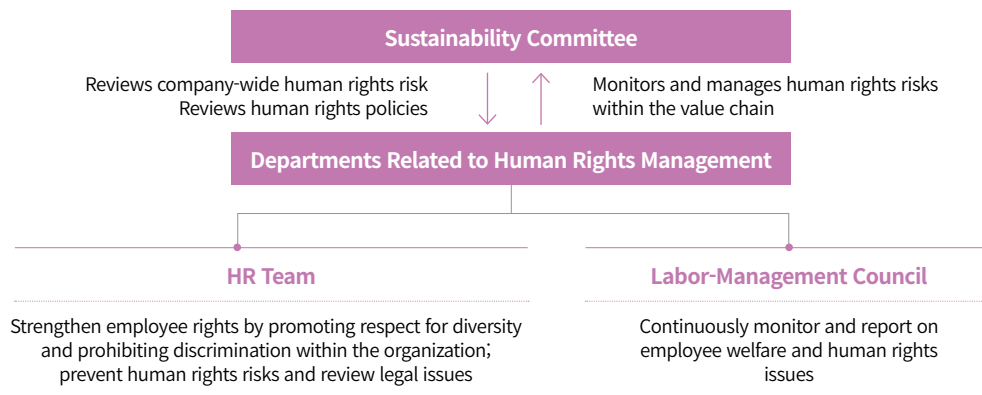 Sustainability Committee
Reviews company-wide human rights risk
Reviews human rights policies
Monitors and manages human rights risks
within the value chain
Departments Related to Human Rights Management
HR Team
Strengthen employee rights by promoting respect for diversity
and prohibiting discrimination within the organization;
prevent human rights risks and review legal issues
Labor-Management Council
Continuously monitor and report on
employee welfare and human rights
issues